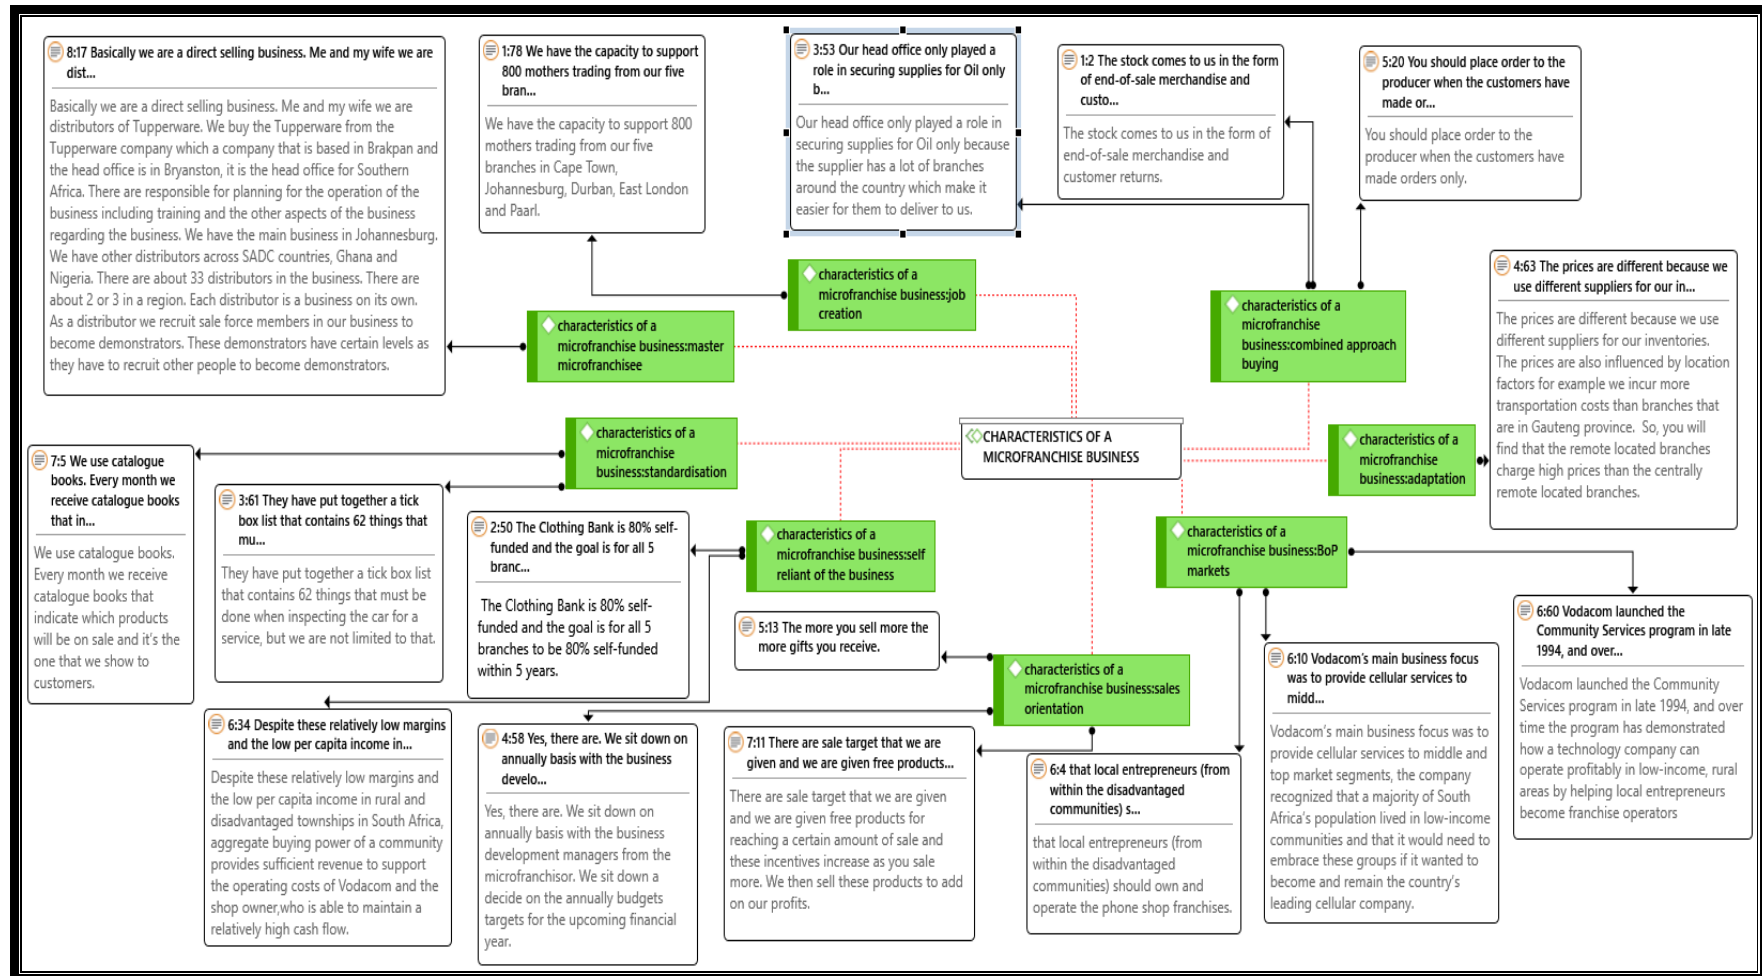 8:17 Basically we are a direct selling business. Me and my wife we are
dist...
Basically we are a direct selling business. Me and my wife we are
distributors of Tupperware. We buy the Tupperware from the
Tupperware company which a company that is based in Brakpan and
the head office is in Bryanston, it is the head office for Southern
Africa. There are responsible for planning for the operation of the
business including training and the other aspects of the business
regarding the business. We have the main business in Johannesburg.
We have other distributors across SADC countries, Ghana and
Nigeria. There are about 33 distributors in the business. There are
about 2 or 3 in a region. Each distributor is a business on its own.
As a distributor we recruit sale force members in our business to
become demonstrators. These demonstrators have certain levels as
they have to recruit other people to become demonstrators.
1:78 We have the capacity to support
800 mothers trading from our five
bran...
We have the capacity to support 800
mothers trading from our five
branches in Cape Town,
Johannesburg, Durban, East London
and Paarl.
3:53 Our head office only played a
role in securing supplies for Oil only
b...
Our head office only played a role in
securing supplies for Oil only because
the supplier has a lot of branches
around the country which make it
easier for them to deliver to us.
1:2 The stock comes to us in the form
of end-of-sale merchandise and
custo...
The stock comes to us in the form of
end-of-sale merchandise and
customer returns.
5:20 You should place order to the
producer when the customers have
made or...
You should place order to the
producer when the customers have
made orders only.
characteristics of a
microfranchise business:job
creation
characteristics of a
microfranchise business:master
microfranchisee
characteristics of a
microfranchise
business:combined approach
buying
4:63 The prices are different because we
use different suppliers for our in...
The prices are different because we use
different suppliers for our inventories.
The prices are also influenced by location
factors for example we incur more
transportation costs than branches that
are in Gauteng province.  So, you will
find that the remote located branches
charge high prices than the centrally
remote located branches.
characteristics of a
microfranchise
business:standardisation
CHARACTERISTICS OF A
MICROFRANCHISE BUSINESS
characteristics of a
microfranchise
business:adaptation
7:5 We use catalogue
books. Every month we
receive catalogue books
that in...
We use catalogue books.
Every month we receive
catalogue books that
indicate which products
will be on sale and it's the
one that we show to
customers.
3:61 They have put together a tick
box list that contains 62 things that
mu...
They have put together a tick box list
that contains 62 things that must be
done when inspecting the car for a
service, but we are not limited to that.
2:50 The Clothing Bank is 80% self-
funded and the goal is for all 5
branc...
The Clothing Bank is 80% self-
funded and the goal is for all 5
branches to be 80% self-funded
within 5 years.
characteristics of a
microfranchise business:self
reliant of the business
characteristics of a
microfranchise business:BoP
markets
5:13 The more you sell more the
more gifts you receive.
characteristics of a
microfranchise business:sales
orientation
6:34 Despite these relatively low margins
and the low per capita income in...
Despite these relatively low margins and
the low per capita income in rural and
disadvantaged townships in South Africa,
aggregate buying power of a community
provides sufficient revenue to support
the operating costs of Vodacom and the
shop owner,who is able to maintain a
relatively high cash flow.
4:58 Yes, there are. We sit down on
annually basis with the business
develo...
Yes, there are. We sit down on
annually basis with the business
development managers from the
microfranchisor. We sit down a
decide on the annually budgets
targets for the upcoming financial
year.
7:11 There are sale target that we are
given and we are given free products...
There are sale target that we are given
and we are given free products for
reaching a certain amount of sale and
these incentives increase as you sale
more. We then sell these products to add
on our profits.
6:4 that local entrepreneurs (from
within the disadvantaged
communities) s...
that local entrepreneurs (from
within the disadvantaged
communities) should own and
operate the phone shop franchises.
6:10 Vodacom's main business focus
was to provide cellular services to
midd...
Vodacom's main business focus was to
provide cellular services to middle and
top market segments, the company
recognized that a majority of South
Africa's population lived in low-income
communities and that it would need to
embrace these groups if it wanted to
become and remain the country's
leading cellular company.
6:60 Vodacom launched the
Community Services program in late
1994, and over...
Vodacom launched the Community
Services program in late 1994, and over
time the program has demonstrated
how a technology company can
operate profitably in low-income, rural
areas by helping local entrepreneurs
become franchise operators